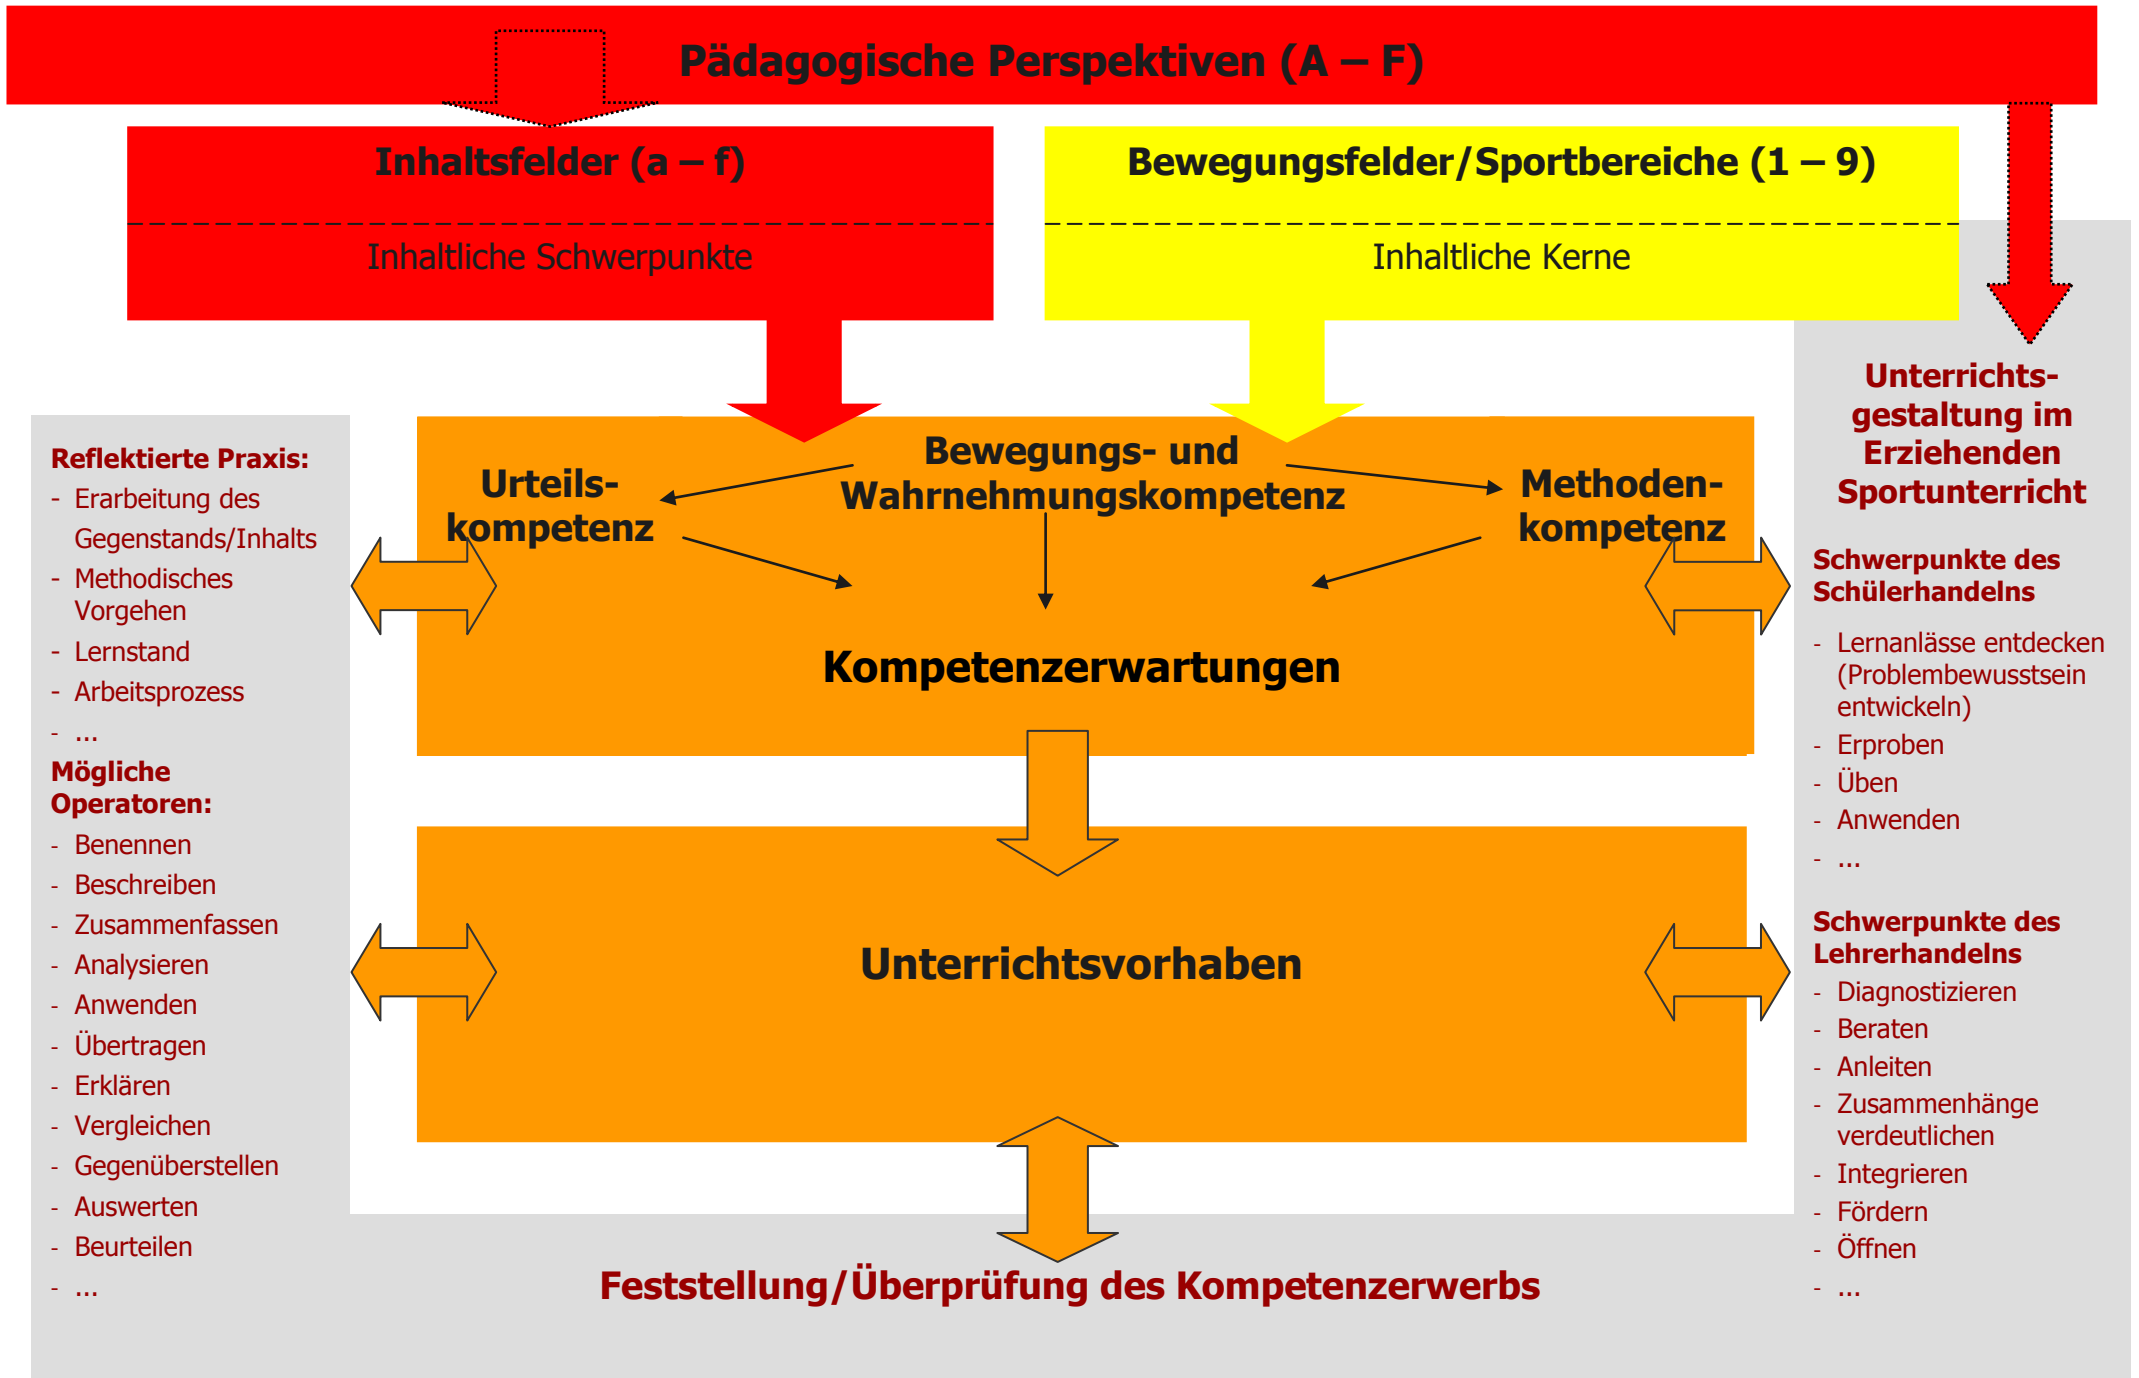 Pädagogische Perspektiven (A – F)
Inhaltsfelder (a – f)
Inhaltliche Schwerpunkte
Bewegungsfelder/Sportbereiche (1 – 9)
Inhaltliche Kerne
Reflektierte Praxis:
- Erarbeitung des
Gegenstands/Inhalts
- Methodisches
Vorgehen
- Lernstand
- Arbeitsprozess
- ...
Mögliche
Operatoren:
- Benennen
- Beschreiben
- Zusammenfassen
- Analysieren
- Anwenden
- Übertragen
- Erklären
- Vergleichen
- Gegenüberstellen
- Auswerten
- Beurteilen
- ...
Urteils-
kompetenz
Bewegungs- und
Wahrnehmungskompetenz
Methoden-
kompetenz
Kompetenzerwartungen
Unterrichtsvorhaben
Feststellung/Überprüfung des Kompetenzerwerbs
Unterrichts-
gestaltung im
Erziehenden
Sportunterricht
Schwerpunkte des
Schülerhandelns
- Lernanlässe entdecken
(Problembewusstsein
entwickeln)
- Erproben
- Üben
- Anwenden
- ...
Schwerpunkte des
Lehrerhandelns
- Diagnostizieren
- Beraten
- Anleiten
- Zusammenhänge
verdeutlichen
- Integrieren
- Fördern
- Öffnen
- ...